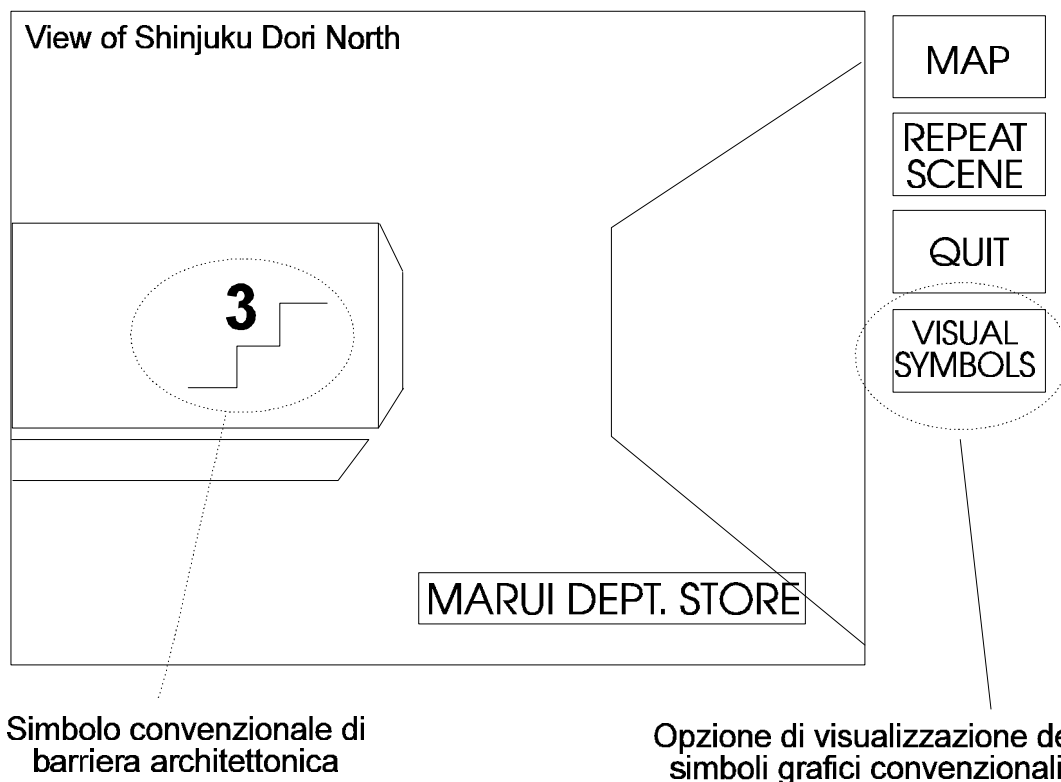 View of Shinjuku Dori North
MAP
REPEAT
SCENE
QUIT
3
VISUAL
SYMBOLS
MARUI DEPT. STORE
Simbolo convenzionale di
barriera architettonica
Opzione di visualizzazione de
simboli grafici convenzionali